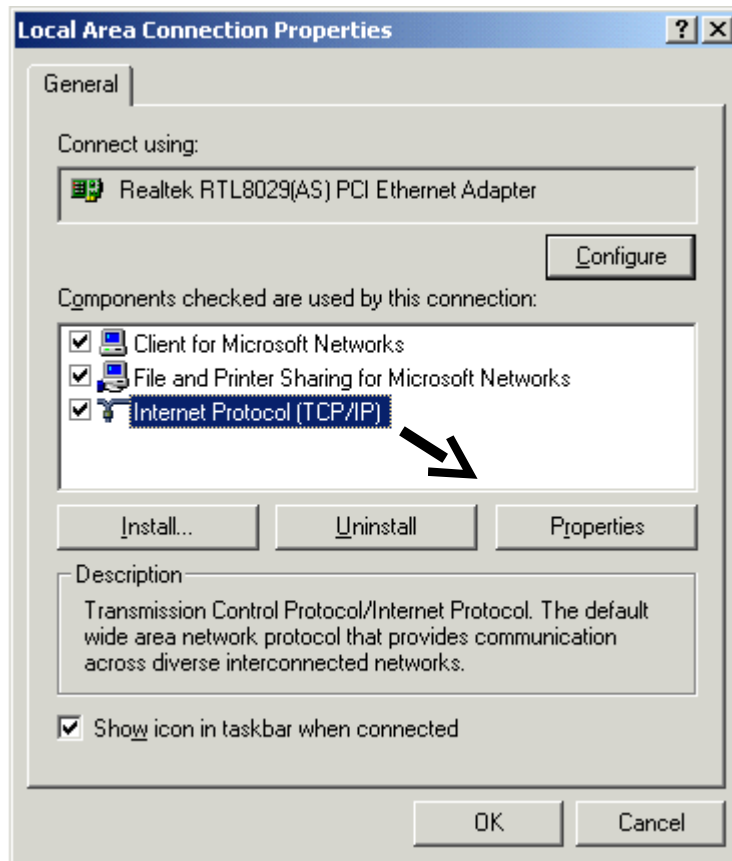 Local Area Connection Properties
General
Connect using:
Realtek RTL8029(AS) PCI Ethernet Adapter
Configure
Components checked are used by this connection:
Client for Microsoft Networks
File and Printer Sharing for Microsoft Networks
Internet Protocol (TCP/IP)
Install... Uninstall Properties
Description
Transmission Control Protocol/Internet Protocol. The default
wide area network protocol that provides communication
across diverse interconnected networks.
Show icon in taskbar when connected
OK Cancel